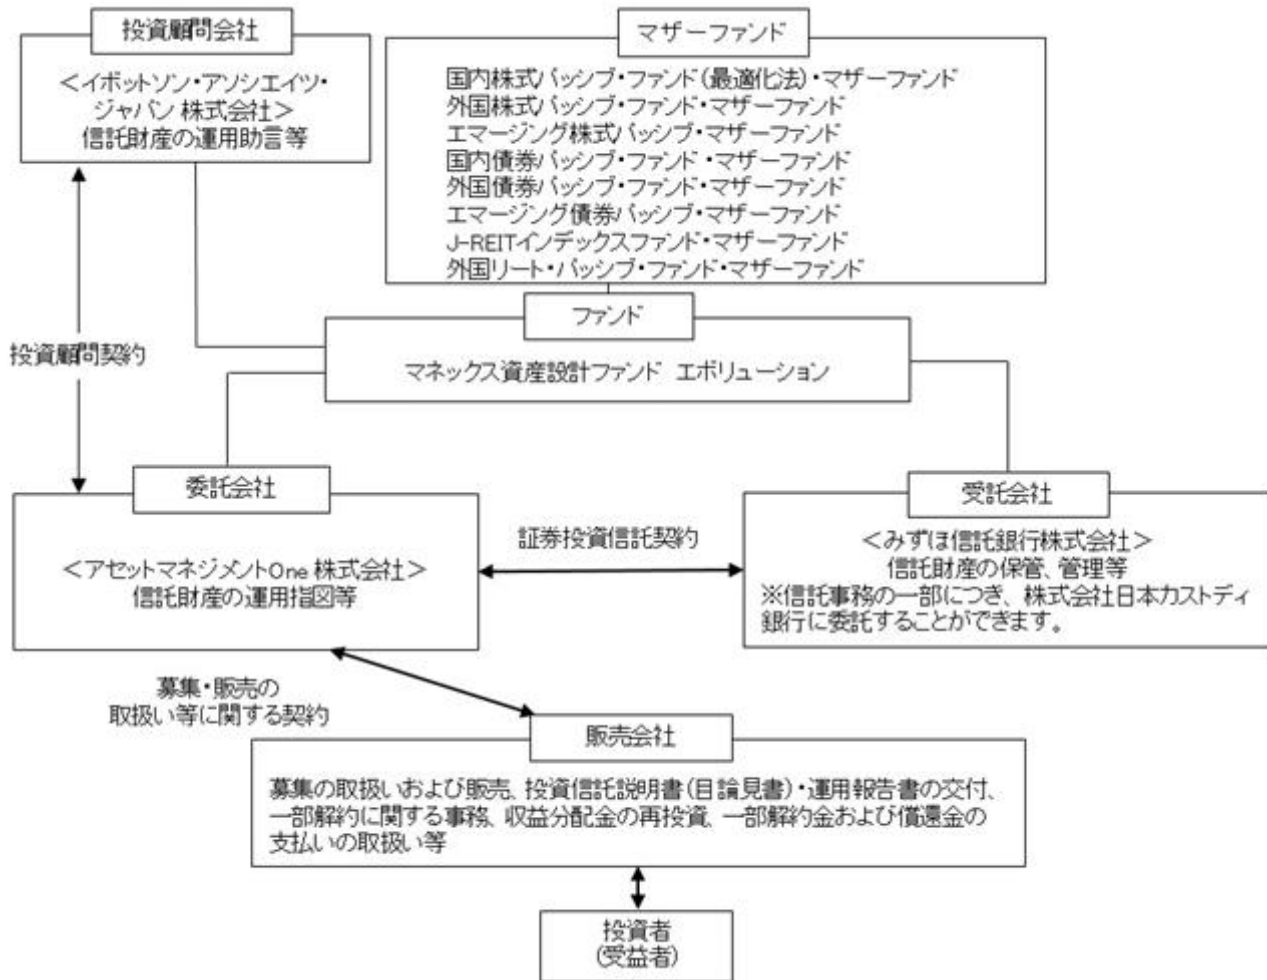 投資顧問会社
<イボットソン・アソシエイツ・
ジャパン 株式会社>
信託財産の運用助言等
マザーファンド
国内株式パッシブ・ファンド(最適化法)・マザーファンド
外国株式パッシブ・ファンド・マザーファンド
エマージング株式パッシブ・マザーファンド
国内債券パッシブ・ファンド・マザーファンド
外国債券パッシブ・ファンド・マザーファンド
エマージング債券パッシブ・マザーファンド
J-REITインデックスファンド・マザーファンド
外国リート・パッシブ・ファンド・マザーファンド
ファンド
マネックス資産設計ファンド エボリューション
投資顧問契約
委託会社
<アセットマネジメントOne 株式会社>
信託財産の運用指図等
証券投資信託契約
受託会社
<みずほ信託銀行株式会社>
信託財産の保管、管理等
※信託事務の一部につき、株式会社日本カストディ
銀行に委託することができます。
募集・販売の
取扱い等に関する契約
販売会社
募集の取扱いおよび販売、投資信託説明書(目論見書)・運用報告書の交付、
一部解約に関する事務、収益分配金の再投資、一部解約金および償還金の
支払いの取扱い等
投資者
(受益者)